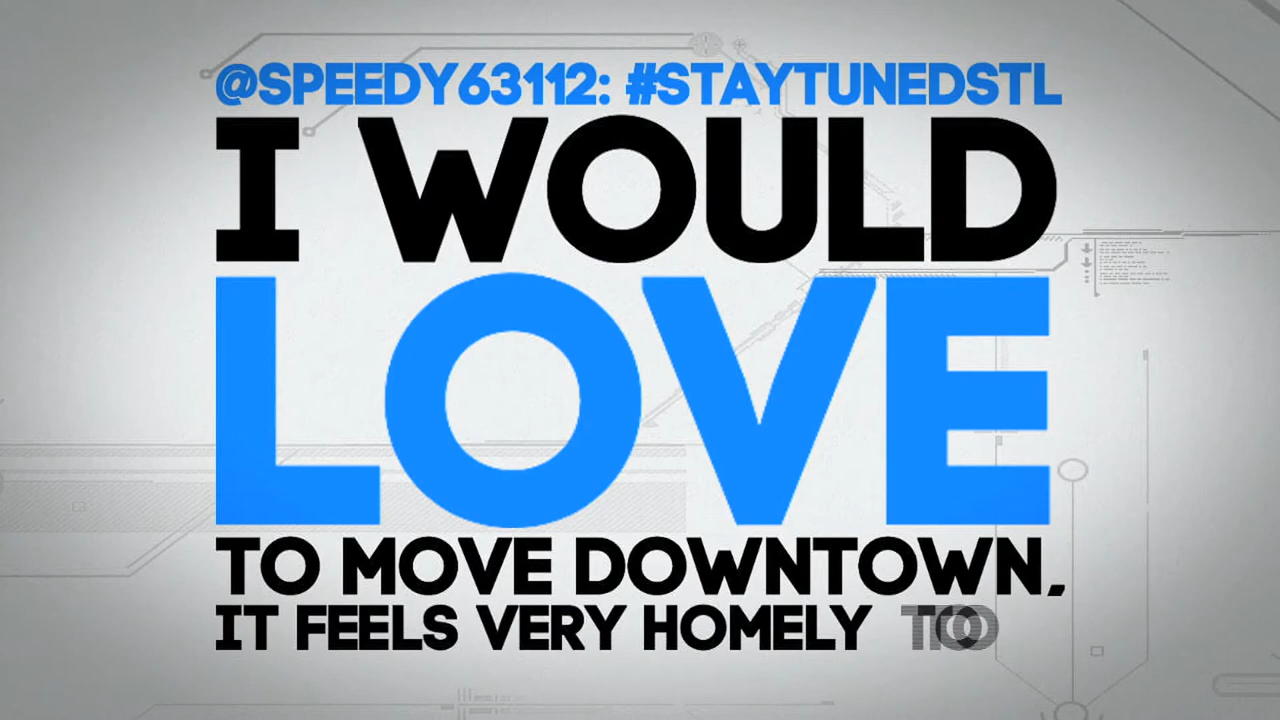 @SPEEDY63112: #STAYTUNEDSTL
I WOULD
LOVE
TO MOVE DOWNTOWN,
IT FEELS VERY HOMELY